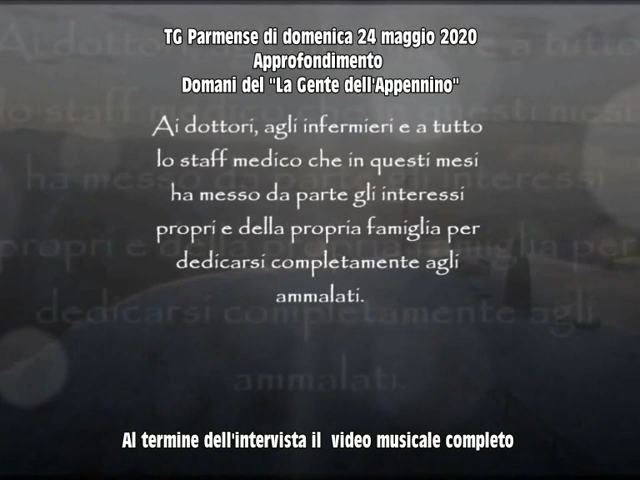 TG Parmense di domenica 24 maggio 2020
Approfondimento
Domani del "La Gente dell'Appennino"
Ai dottori, agli infermieri e a tutto
lo staff medico che in questi mesi
ha messo da parte gli interessi
propri e della propria famiglia per
dedicarsi completamente agli
ammalati.
Al termine dell'intervista il video musicale completo